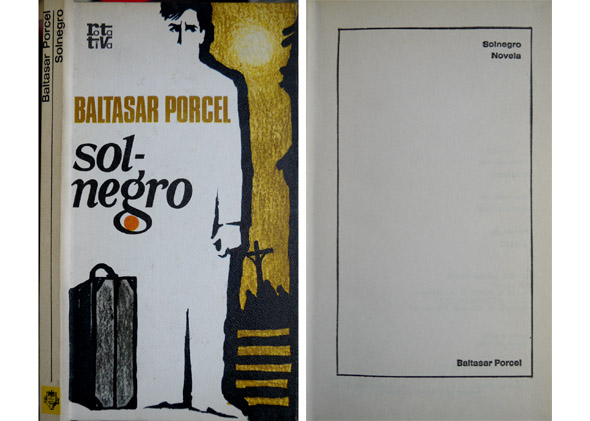 Baltasar Porcel
Solnegro
rotativa
BALTASAR PORCEL
sol-
negro
Solnegro
Novela
Baltasar Porcel